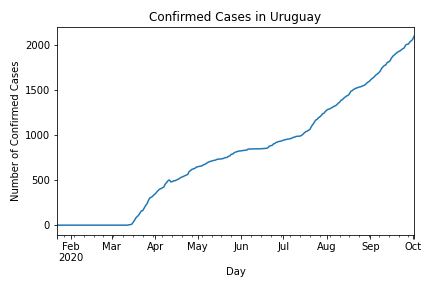 Confirmed Cases in Uruguay
Number of Confirmed Cases
2000
1500
1000
500
0
Feb Mar Apr May Jun Jul Aug Sep Oct
2020
Day